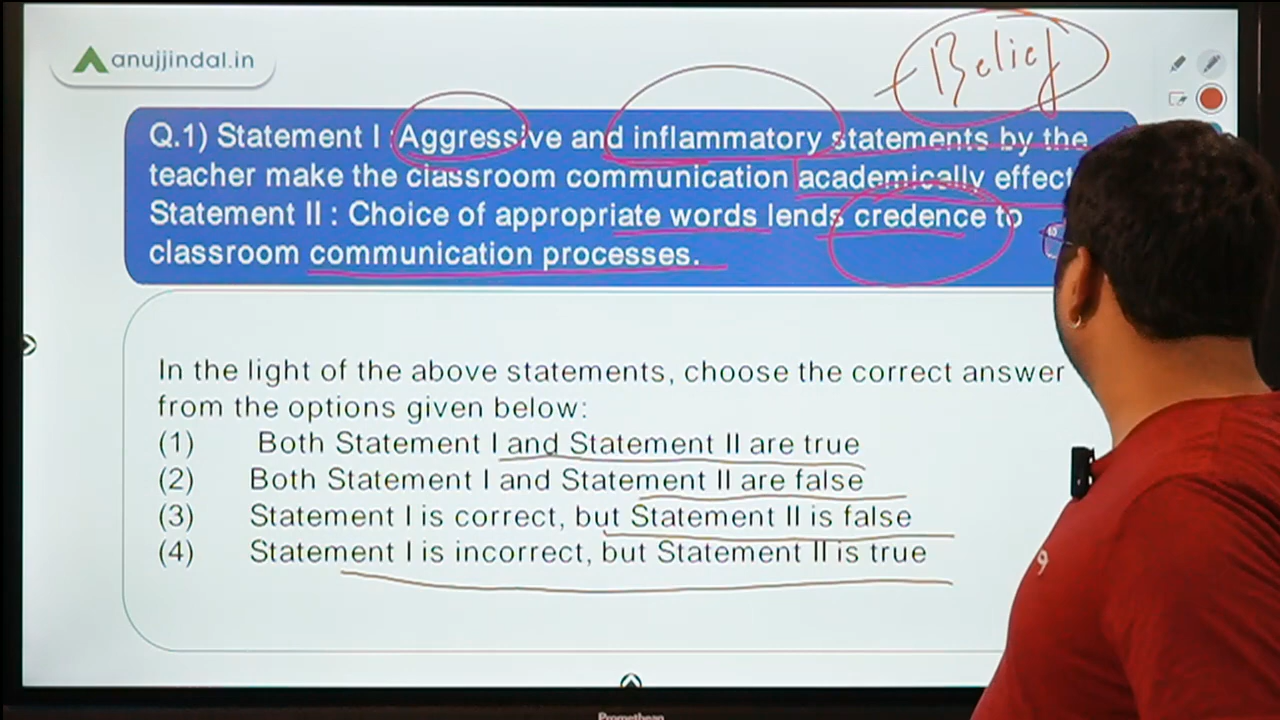 anujjindal.in
Belief
Q.1) Statement I : Aggressive and inflammatory statements by the
teacher make the classroom communication academically effect
Statement II : Choice of appropriate words lends credence to
classroom communication processes.
In the light of the above statements, choose the correct answer
from the options given below:
(1) Both Statement I and Statement II are true
(2) Both Statement I and Statement II are false
(3) Statement I is correct, but Statement II is false
(4) Statement I is incorrect, but Statement II is true
Promethean